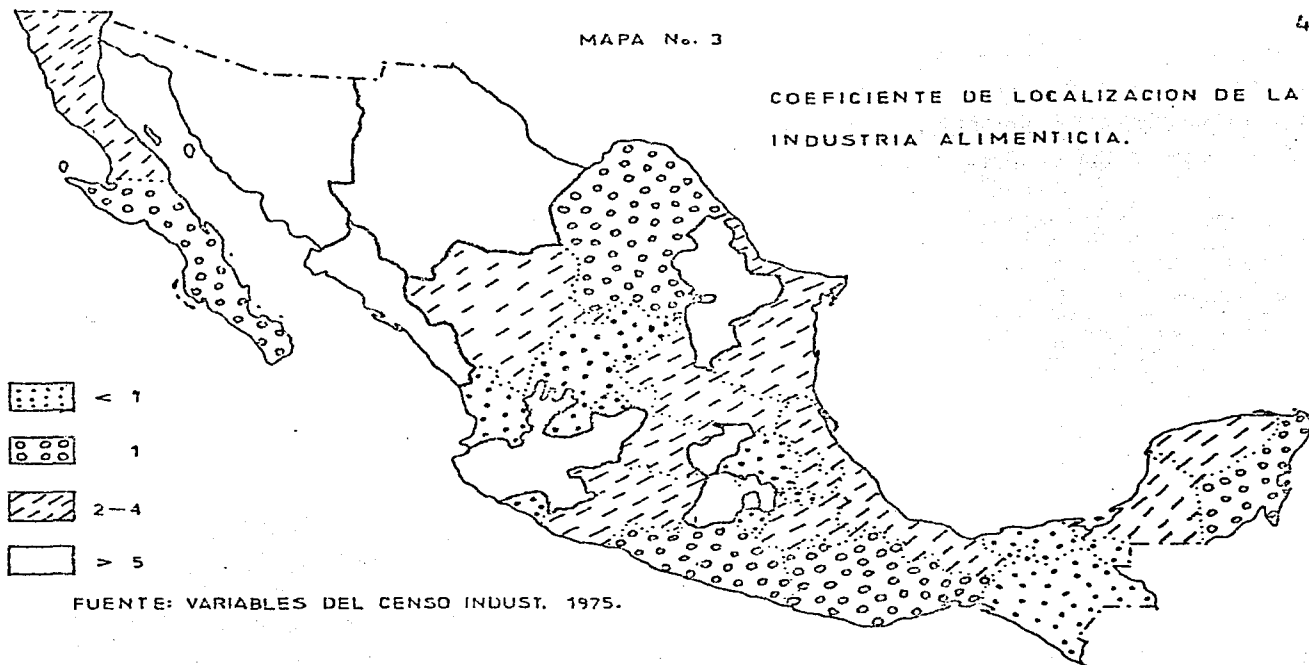 4
MAPA No. 3
COEFICIENTE DE LOCALIZACION DE LA
INDUSTRIA ALIMENTICIA.
< 1
1
2-4
> 5
FUENTE: VARIABLES DEL CENSO INDUST. 1975.